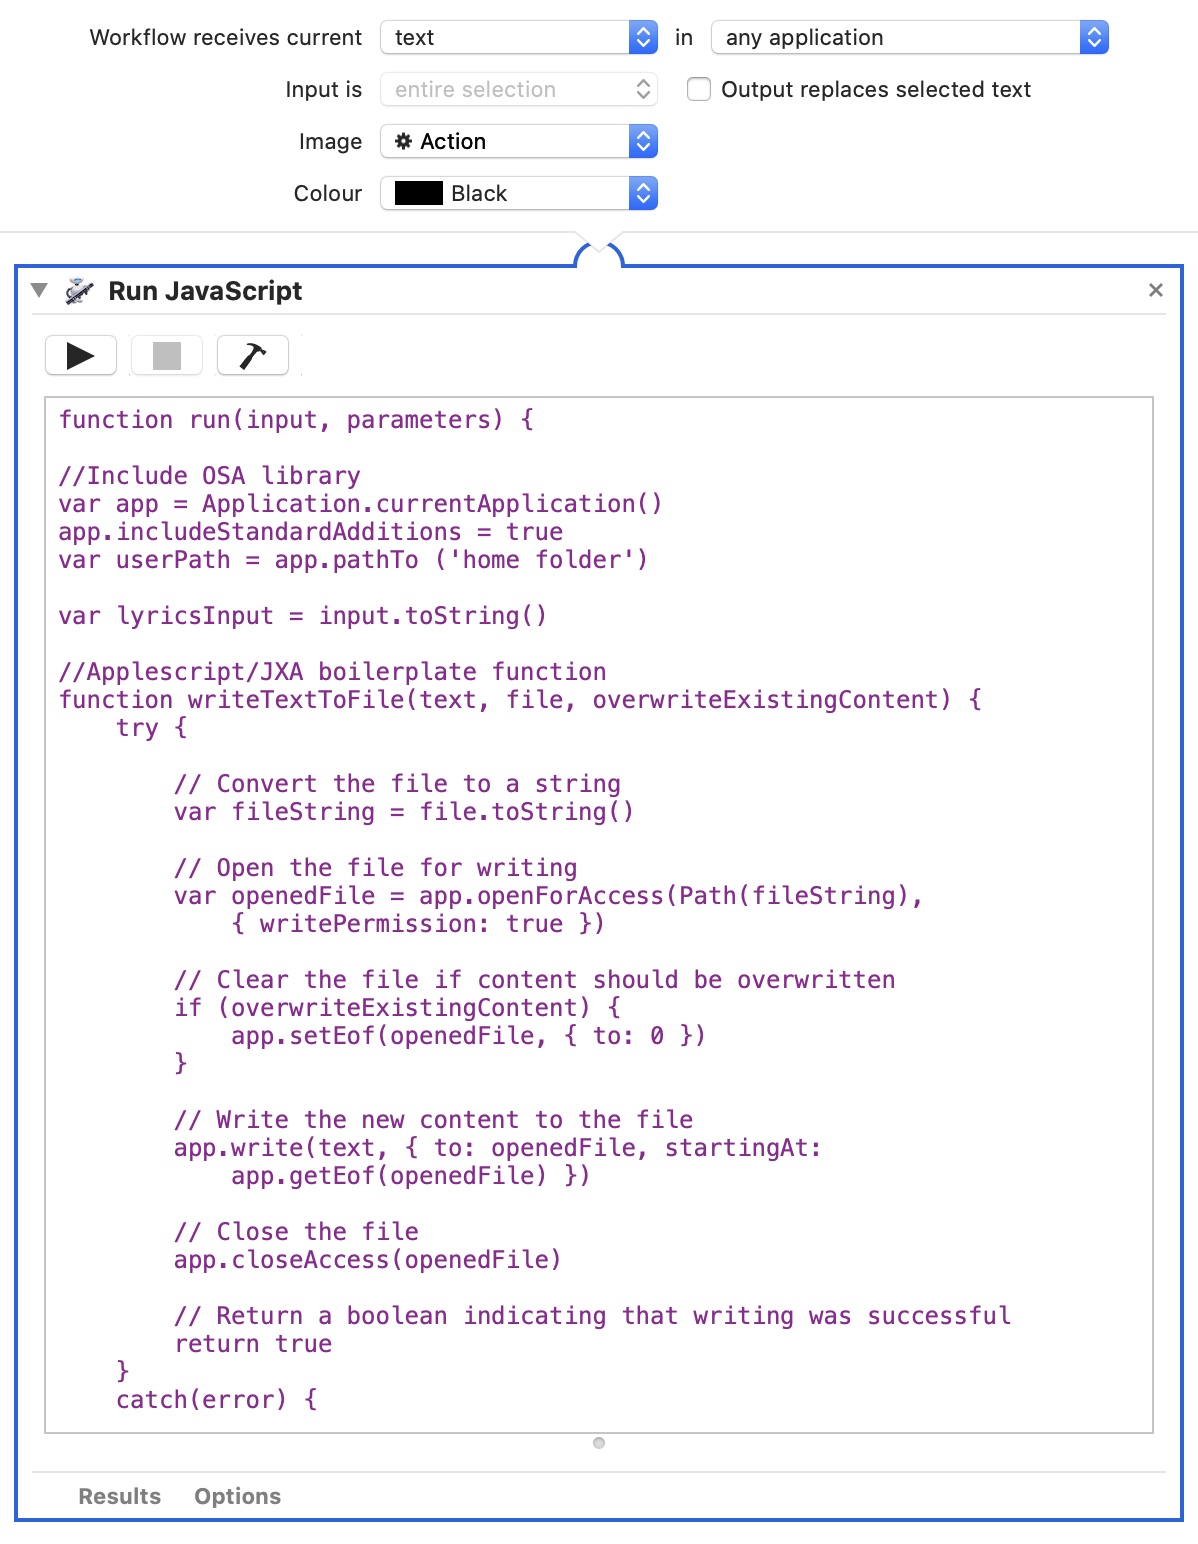 Workflow receives current text in any application
Input is entire selection Output replaces selected text
Image Action
Colour Black
Run JavaScript
function run(input, parameters) {
//Include OSA library
var app = Application.currentApplication()
app.includeStandardAdditions = true
var userPath = app.pathTo ('home folder')
var lyricsInput = input.toString()
//Applescript/JXA boilerplate function
function writeTextToFile(text, file, overwriteExistingContent) {
try {
// Convert the file to a string
var fileString = file.toString()
// Open the file for writing
var openedFile = app.openForAccess(Path(fileString),
{ writePermission: true })
// Clear the file if content should be overwritten
if (overwriteExistingContent) {
app.setEof(openedFile, { to: 0 })
}
// Write the new content to the file
app.write(text, { to: openedFile, startingAt:
app.getEof(openedFile) })
// Close the file
app.closeAccess(openedFile)
// Return a boolean indicating that writing was successful
return true
}
catch(error) {
Results Options